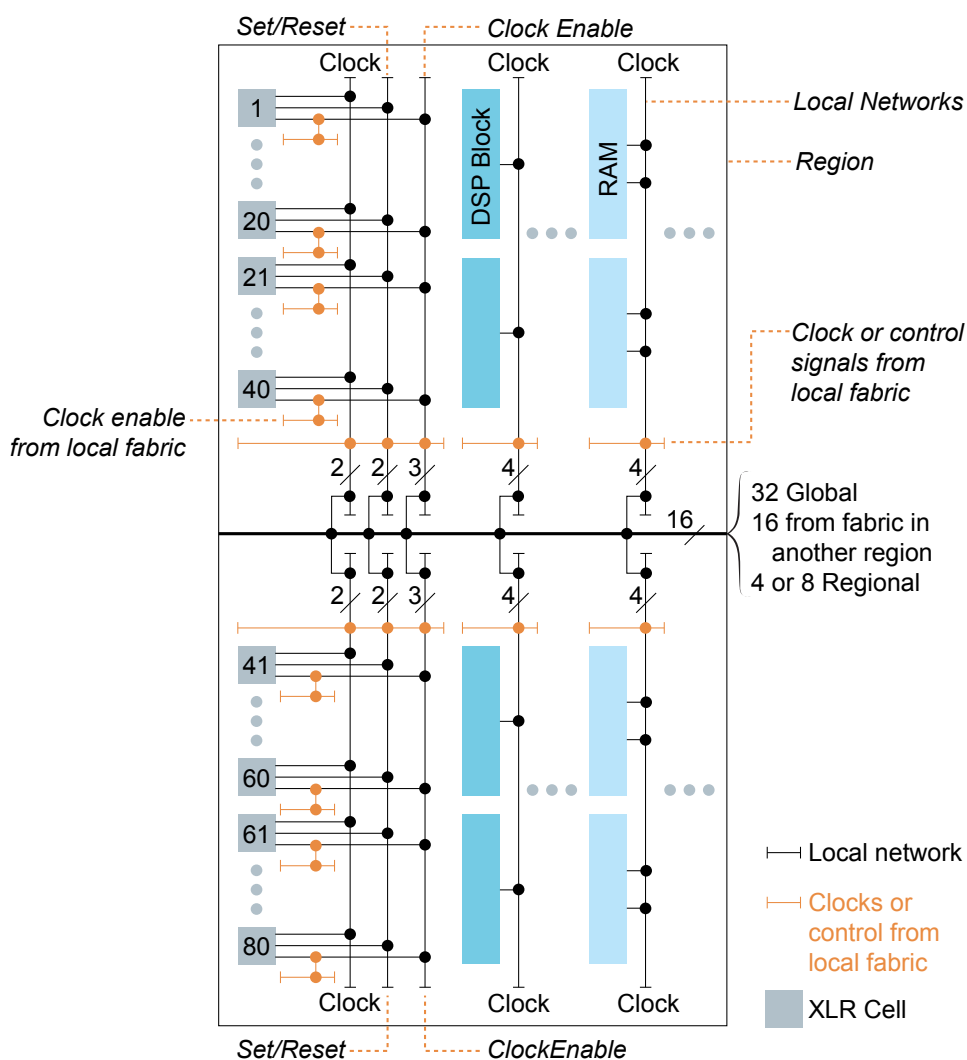 Set/Reset
Clock Enable
Clock
Clock
Clock
1
DSP Block
RAM
Local Networks
Region
20
21
40
Clock or control
signals from
local fabric
Clock enable
from local fabric
2
2
3
4
4
16
32 Global
16 from fabric in
another region
4 or 8 Regional
2
2
3
4
4
41
60
61
80
Clock
Clock
Clock
Set/Reset
ClockEnable
Local network
Clocks or
control from
local fabric
XLR Cell